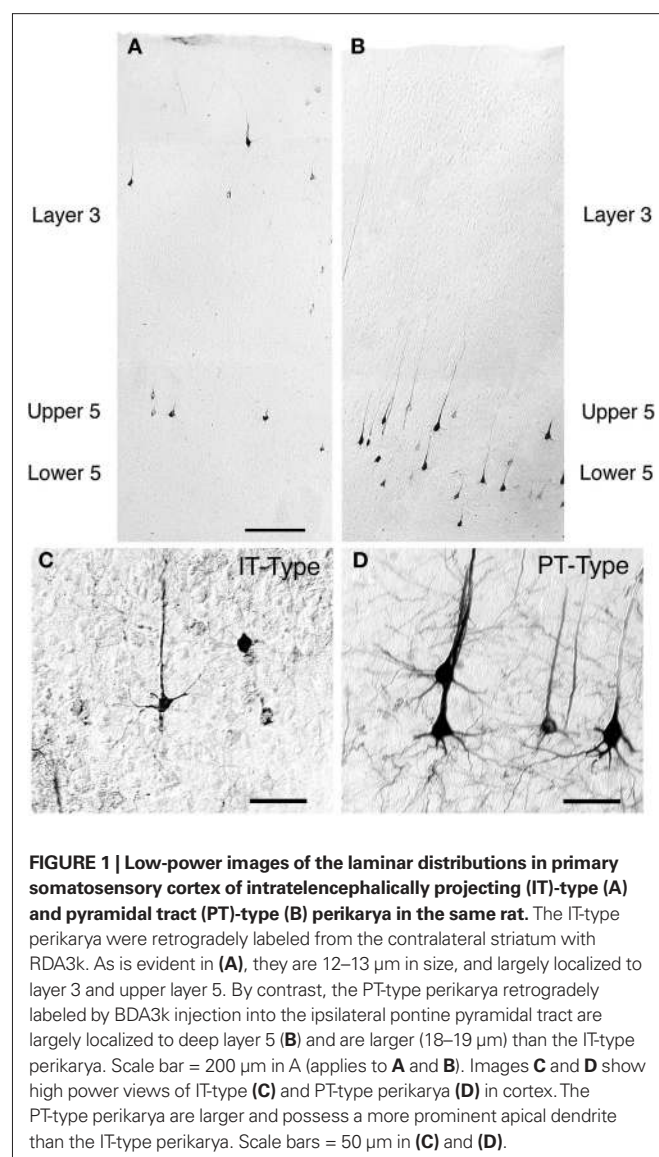 A
B
Layer 3
Layer 3
Upper 5
Upper 5
Lower 5
Lower 5
C
IT-Type
D
PT-Type
FIGURE 1 | Low-power images of the laminar distributions in primary
somatosensory cortex of intratelencephalically projecting (IT)-type (A)
and pyramidal tract (PT)-type (B) perikarya in the same rat. The IT-type
perikarya were retrogradely labeled from the contralateral striatum with
RDA3k. As is evident in (A), they are 12–13 μm in size, and largely localized to
layer 3 and upper layer 5. By contrast, the PT-type perikarya retrogradely
labeled by BDA3k injection into the ipsilateral pontine pyramidal tract are
largely localized to deep layer 5 (B) and are larger (18–19 μm) than the IT-type
perikarya. Scale bar = 200 μm in A (applies to A and B). Images C and D show
high power views of IT-type (C) and PT-type perikarya (D) in cortex. The
PT-type perikarya are larger and possess a more prominent apical dendrite
than the IT-type perikarya. Scale bars = 50 μm in (C) and (D).